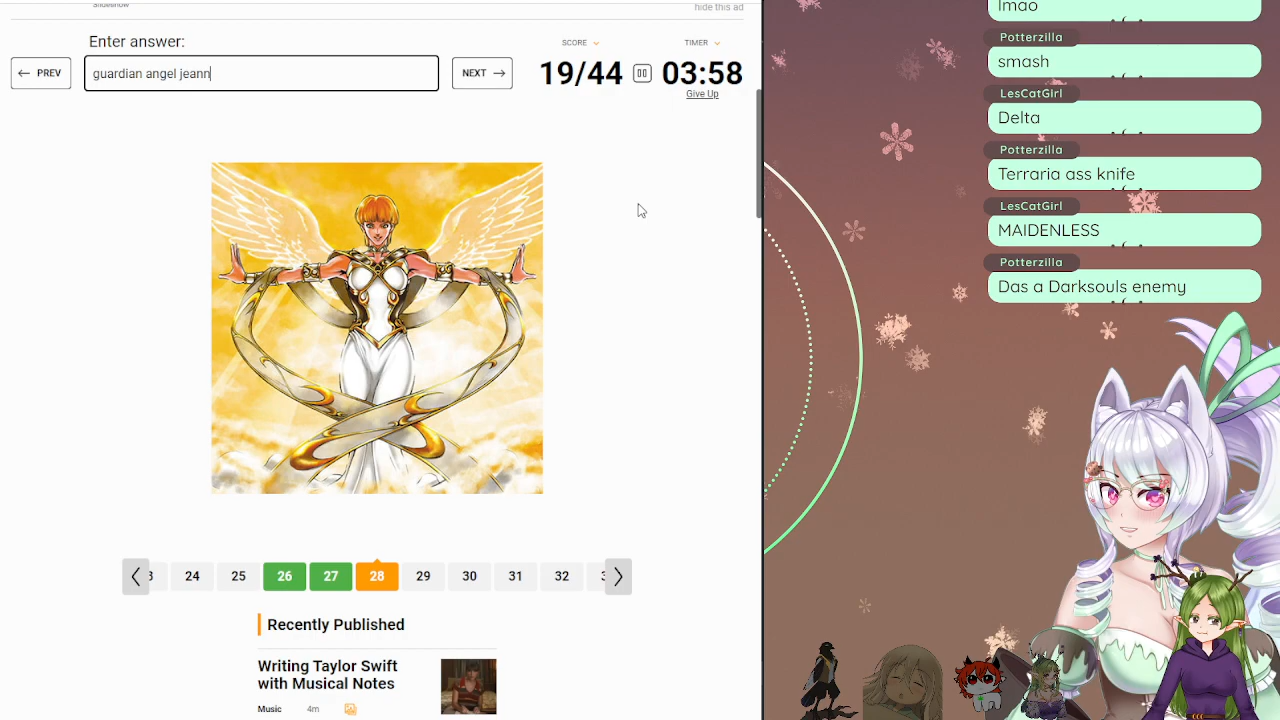 Slideshow
hide this ad
Enter answer:
SCORE
TIMER
← PREV
guardian angel jeann
NEXT →
19/44
03:58
Give Up
24
25
26
27
28
29
30
31
32
Recently Published
Writing Taylor Swift
with Musical Notes
Music
4m
lmao
Potterzilla
smash
LesCatGirl
Delta
Potterzilla
Terraria ass knife
LesCatGirl
MAIDENLESS
Potterzilla
Das a Darksouls enemy